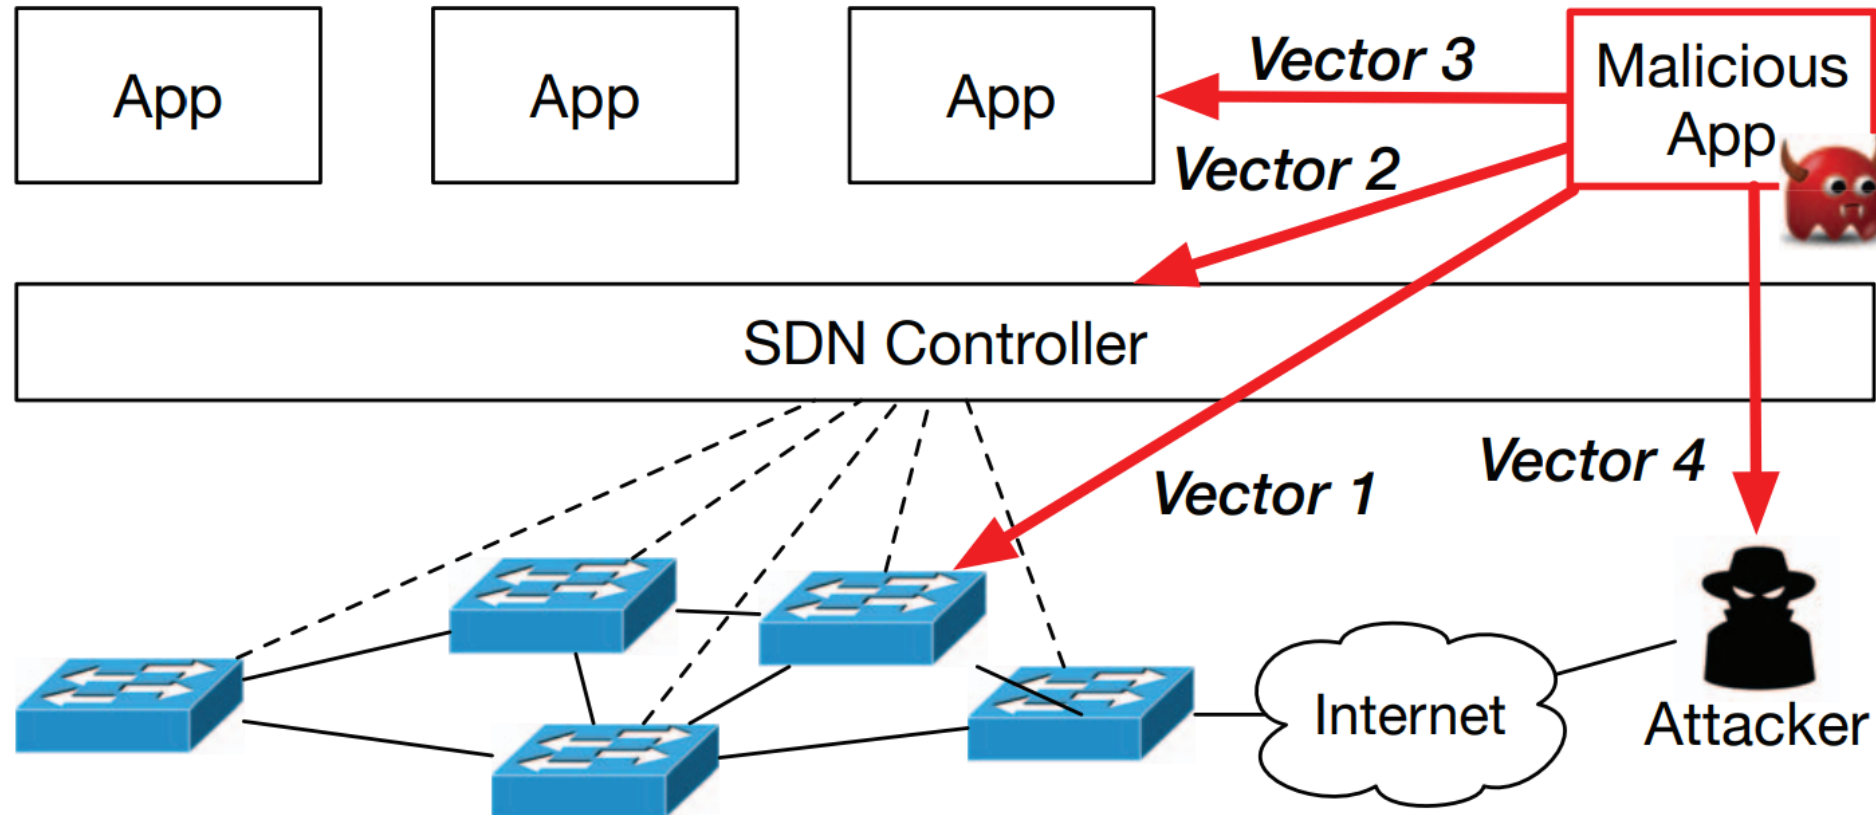 App
App
App
Vector 3
Malicious
App
Vector 2
SDN Controller
Vector 1
Vector 4
Internet
Attacker